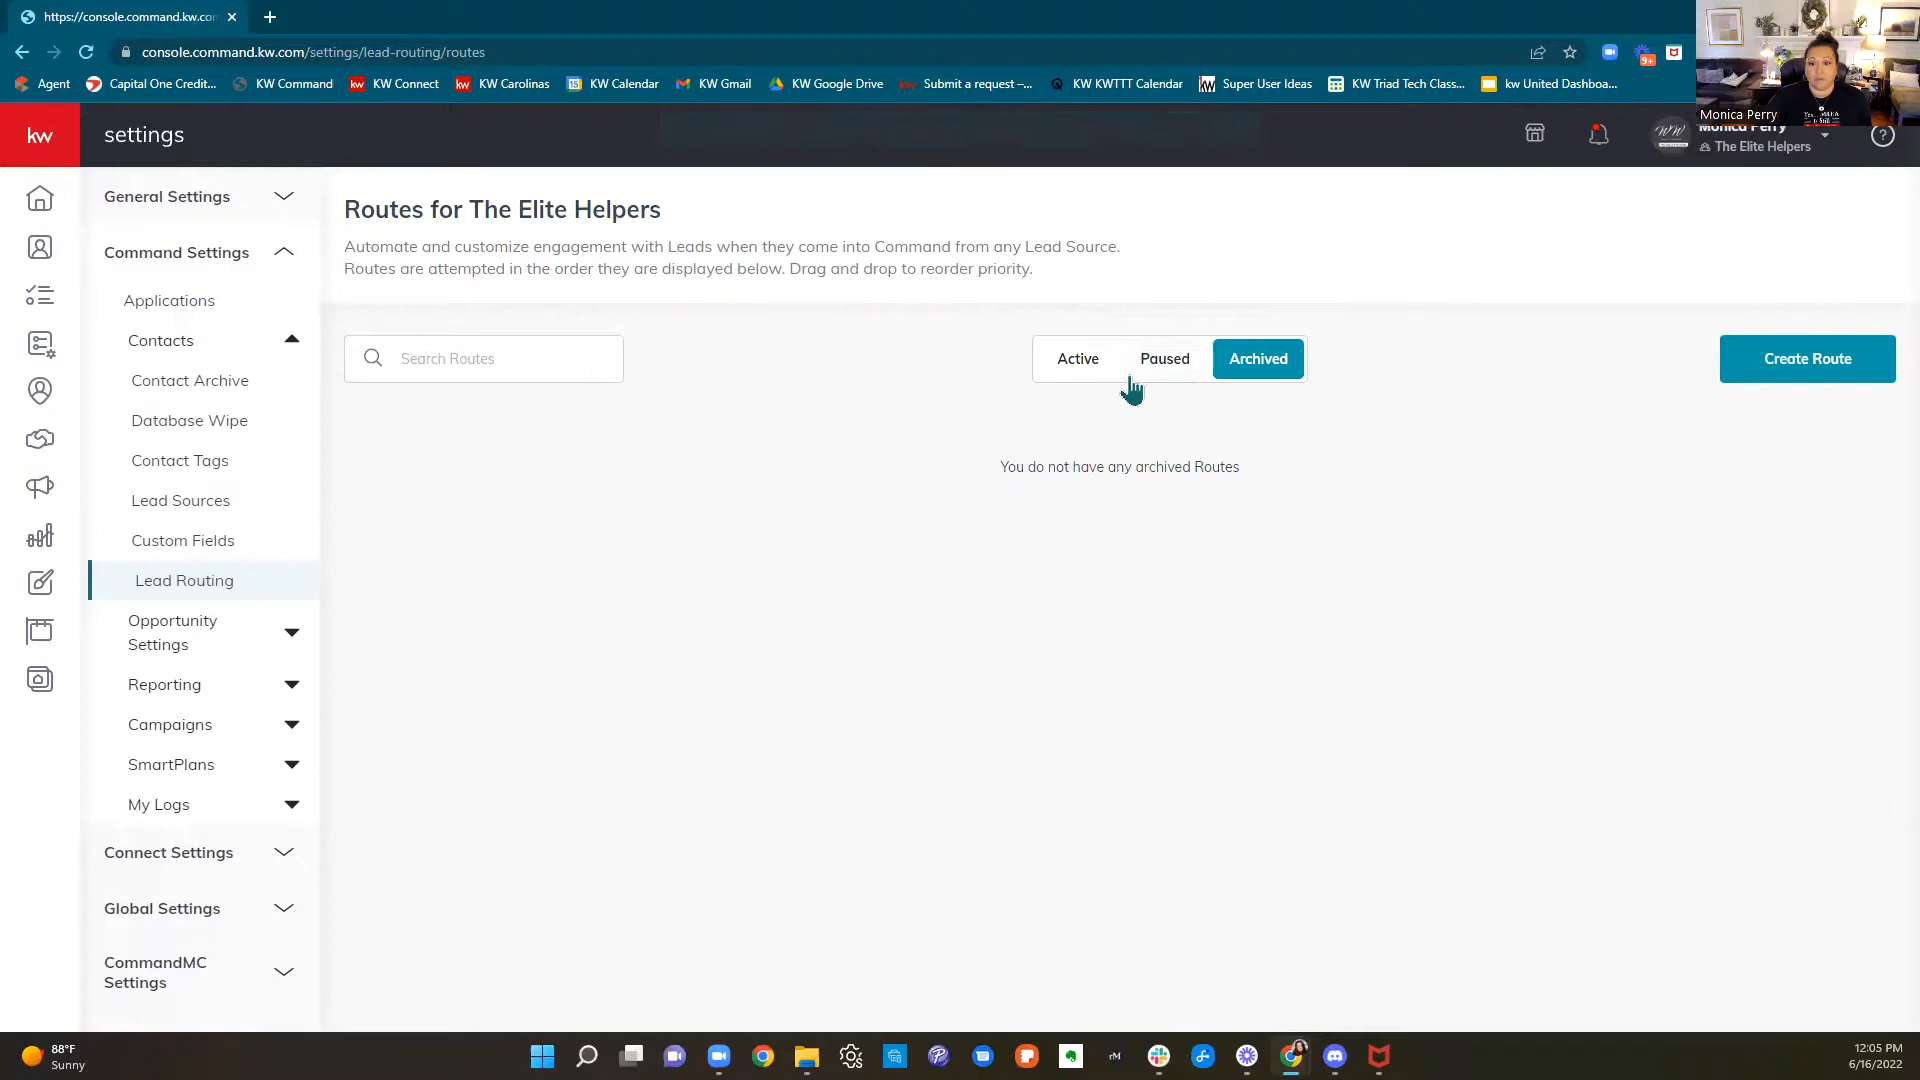 https://console.command.kw.con
console.command.kw.com/settings/lead-routing/routes
Agent
Capital One Credit...
KW Command
KW Connect
KW Carolinas
KW Calendar
KW Gmail
KW Google Drive
Submit a request –...
KW KWTTT Calendar
Super User Ideas
KW Triad Tech Class...
kw United Dashboa...
9+
Monica Perry
kw
settings
Monica Perry
The Elite Helpers
General Settings
Command Settings
Applications
Contacts
Contact Archive
Database Wipe
Contact Tags
Lead Sources
Custom Fields
Lead Routing
Opportunity
Settings
Reporting
Campaigns
SmartPlans
My Logs
Connect Settings
Global Settings
CommandMC
Settings
Routes for The Elite Helpers
Automate and customize engagement with Leads when they come into Command from any Lead Source.
Routes are attempted in the order they are displayed below. Drag and drop to reorder priority.
Search Routes
Active
Paused
Archived
Create Route
You do not have any archived Routes
88°F
Sunny
rM
12:05 PM
6/16/2022